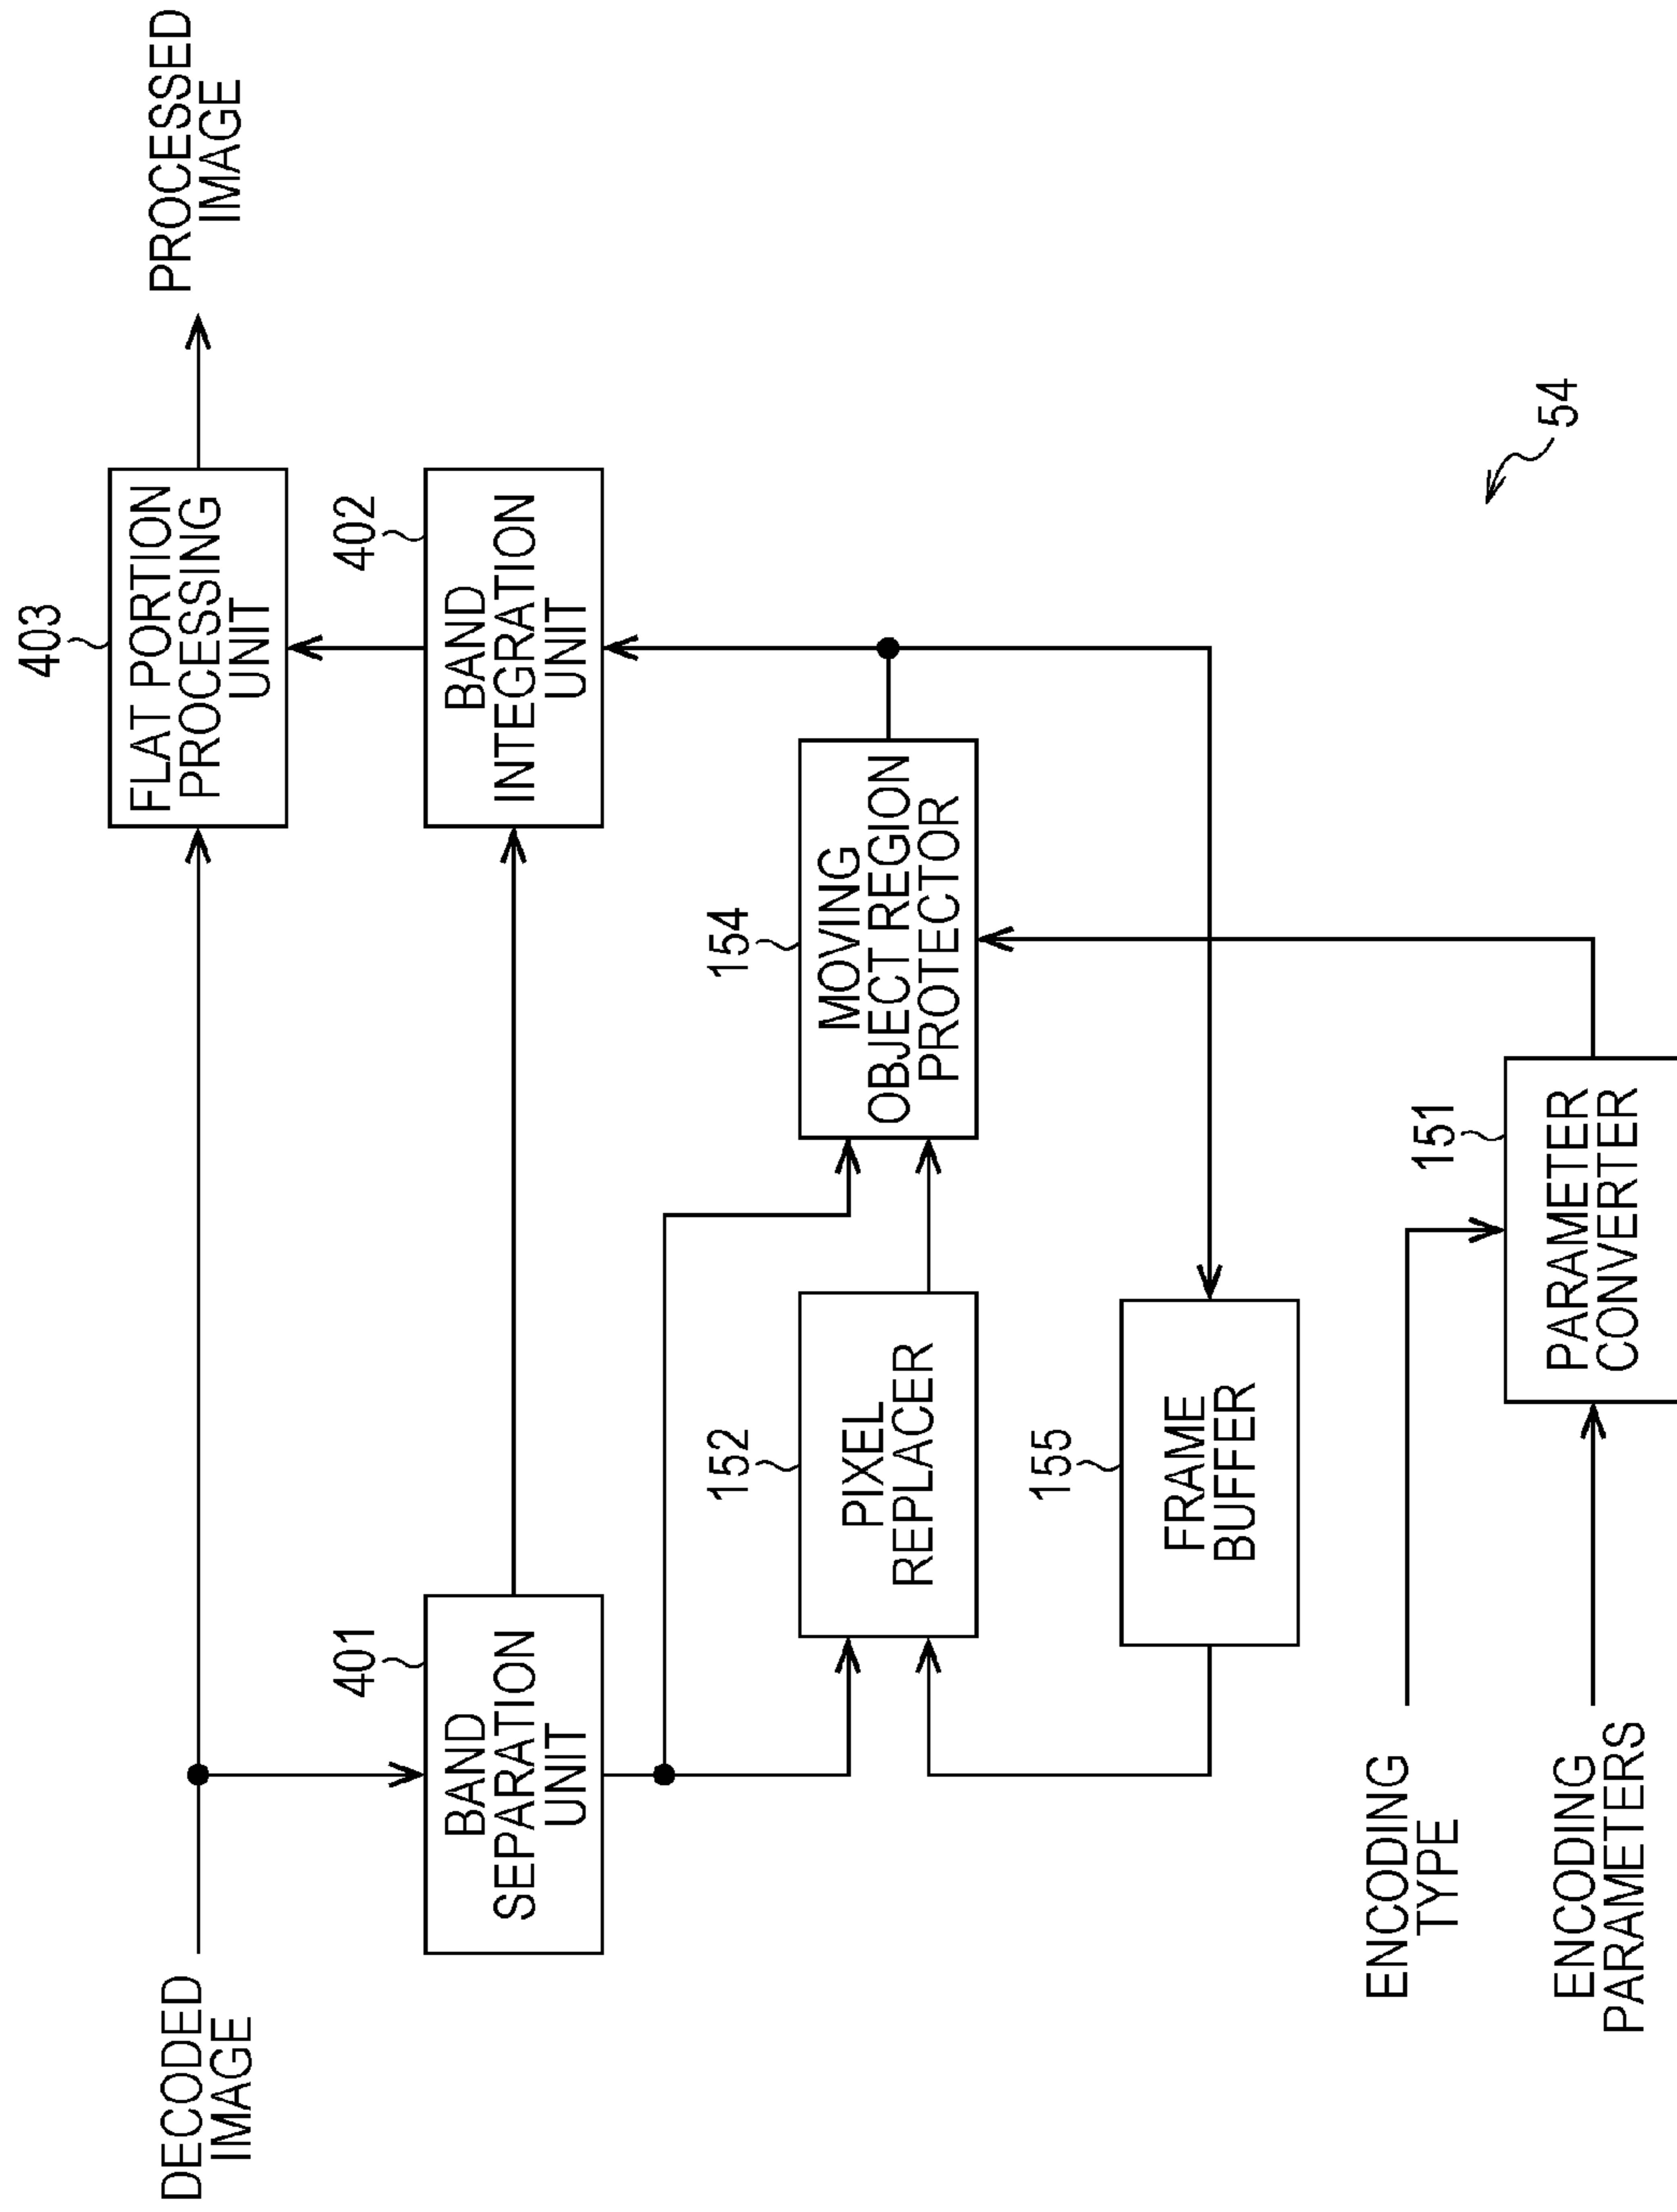 DECODED
IMAGE
403
FLAT PORTION
PROCESSING
UNIT
PROCESSED
IMAGE
401
BAND
SEPARATION
UNIT
402
BAND
INTEGRATION
UNIT
152
PIXEL
REPLACER
154
MOVING
OBJECT REGION
PROTECTOR
155
FRAME
BUFFER
ENCODING
TYPE
151
PARAMETER
CONVERTER
ENCODING
PARAMETERS
54